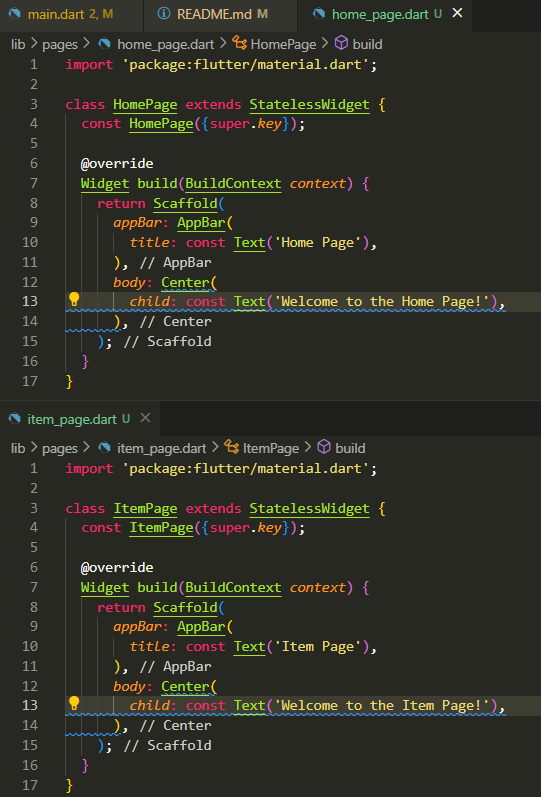 main.dart 2, M README.md M home_page.dart U
lib > pages > home_page.dart > HomePage > build
1 import 'package:flutter/material.dart';
2
3 class HomePage extends StatelessWidget {
4   const HomePage({super.key});
5
6   @override
7   Widget build(BuildContext context) {
8     return Scaffold(
9       appBar: AppBar(
10         title: const Text('Home Page'),
11       ), // AppBar
12       body: Center(
13         child: const Text('Welcome to the Home Page!'),
14       ), // Center
15     ); // Scaffold
16   }
17 }
item_page.dart U
lib > pages > item_page.dart > ItemPage > build
1 import 'package:flutter/material.dart';
2
3 class ItemPage extends StatelessWidget {
4   const ItemPage({super.key});
5
6   @override
7   Widget build(BuildContext context) {
8     return Scaffold(
9       appBar: AppBar(
10         title: const Text('Item Page'),
11       ), // AppBar
12       body: Center(
13         child: const Text('Welcome to the Item Page!'),
14       ), // Center
15     ); // Scaffold
16   }
17 }